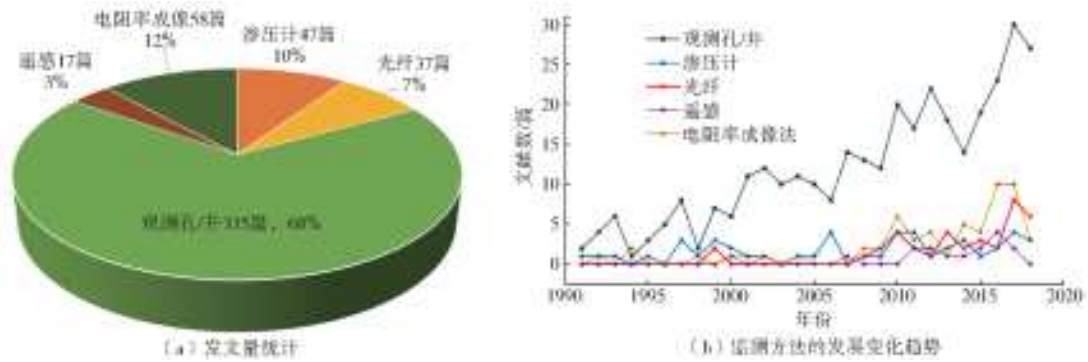 电阻率成像58篇
12%
渗压计47篇
10%
遥感17篇
3%
光纤37篇
7%
观测孔/井335篇，68%
（a）发文量统计
文献数/篇
30
25
20
15
10
5
0
观测孔/井
渗压计
光纤
遥感
电阻率成像法
1990
1995
2000
2005
2010
2015
2020
年份
（b）监测方法的发展变化趋势